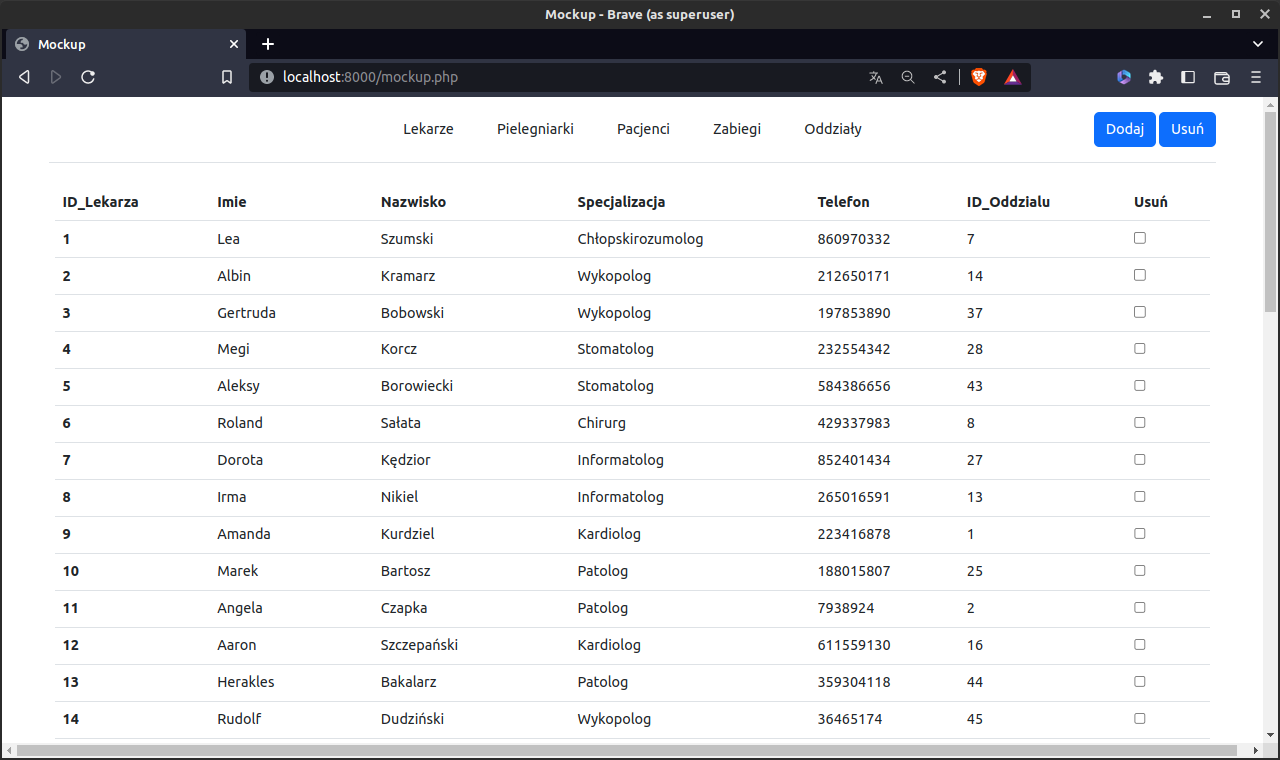 Mockup - Brave (as superuser)
Mockup
localhost:8000/mockup.php
Lekarze Pielegniarki Pacjenci Zabiegi Oddziały Dodaj Usuń
ID_Lekarza Imie Nazwisko Specjalizacja Telefon ID_Oddzialu Usuń
1 Lea Szumski Chłopskirozumolog 860970332 7
2 Albin Kramarz Wykopolog 212650171 14
3 Gertruda Bobowski Wykopolog 197853890 37
4 Megi Korcz Stomatolog 232554342 28
5 Aleksy Borowiecki Stomatolog 584386656 43
6 Roland Sałata Chirurg 429337983 8
7 Dorota Kędzior Informatolog 852401434 27
8 Irma Nikiel Informatolog 265016591 13
9 Amanda Kurdziel Kardiolog 223416878 1
10 Marek Bartosz Patolog 188015807 25
11 Angela Czapka Patolog 7938924 2
12 Aaron Szczepański Kardiolog 611559130 16
13 Herakles Bakalarz Patolog 359304118 44
14 Rudolf Dudziński Wykopolog 36465174 45